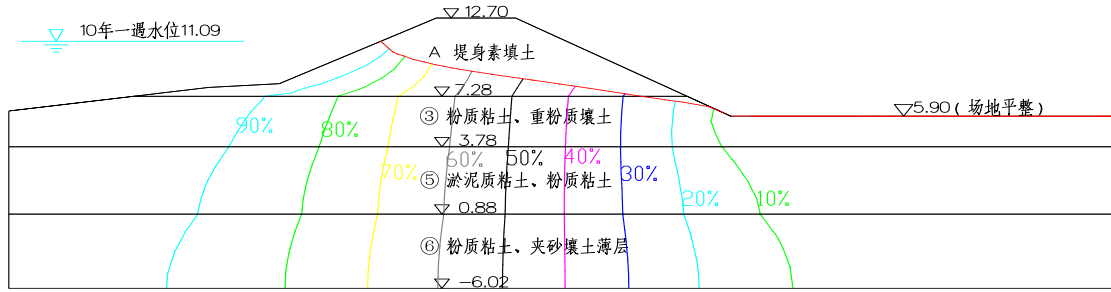 12.70
10年一遇水位11.09
A 堤身素填土
7.28
5.90(场地平整)
③ 粉质粘土、重粉质壤土
90%
80%
3.78
60%
50%
40%
70%
30%
⑤ 淤泥质粘土、粉质粘土
20%
10%
0.88
⑥ 粉质粘土、夹砂壤土薄层
-6.02